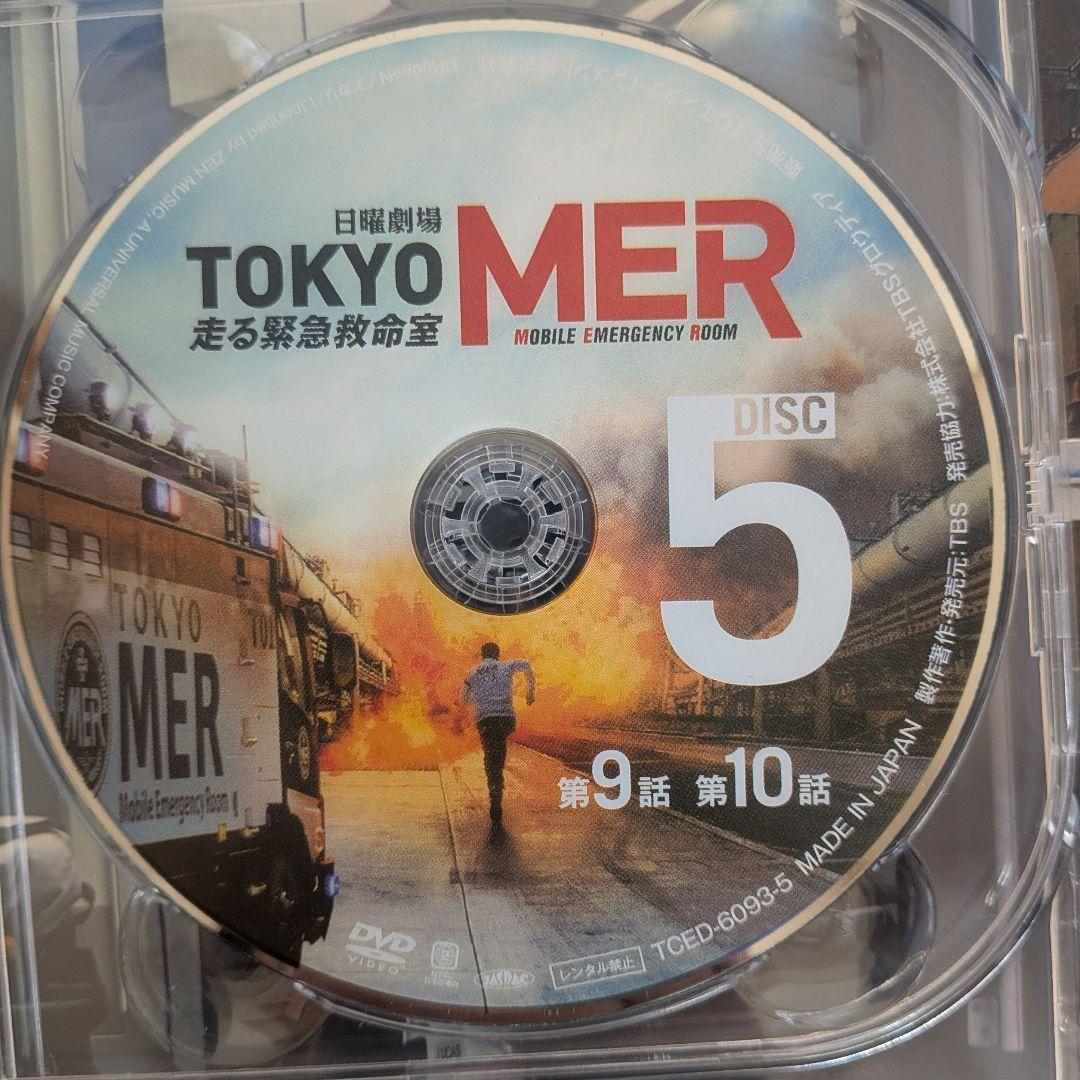 日曜劇場
TOKYO MER
走る緊急救命室
MOBILE EMERGENCY ROOM
DISC
5
第9話 第10話
TOKYO
MER
Mobile Emergency Room
MER
DVD
VIDEO
レンタル禁止
TCED-6093-5 MADE IN JAPAN
製作著作・発売元:TBS 発売協力:株式会社TBSグロウディア
Licensed by ZEN MUSIC, A UNIVERSAL MUSIC COMPANY